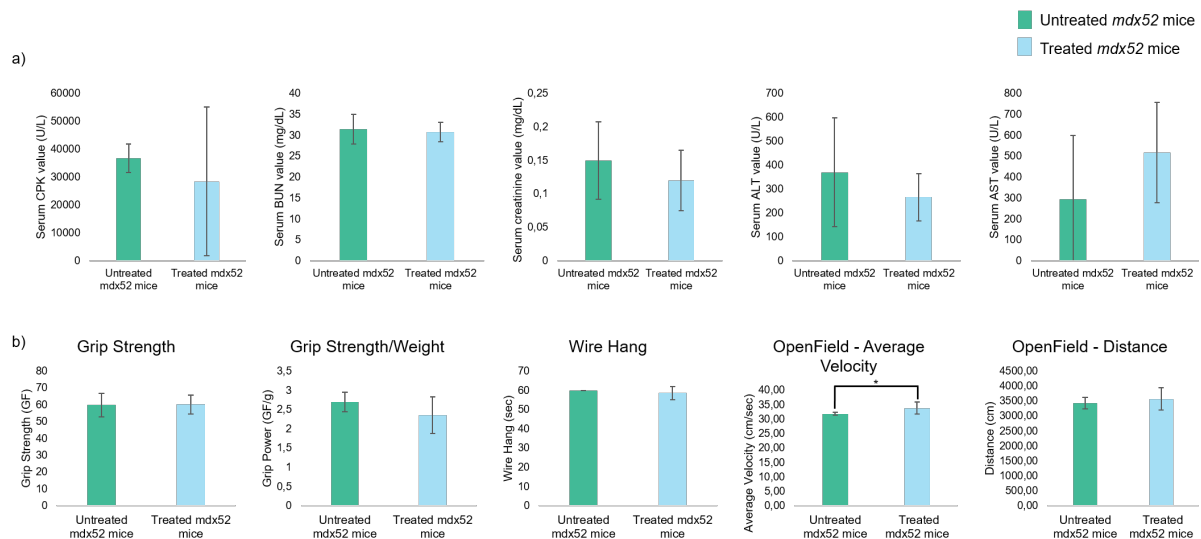 Untreated mdx52 mice
Treated mdx52 mice
a)
Serum CPK value (U/L)
60000
50000
40000
30000
20000
10000
0
Untreated
mdx52 mice
Treated mdx52
mice
Serum BUN value (mg/dL)
40
35
30
25
20
15
10
5
0
Untreated mdx52
mice
Treated mdx52
mice
Serum creatinine value (mg/dL)
0,25
0,2
0,15
0,1
0,05
0
Untreated mdx52
mice
Treated mdx52
mice
Serum ALT value (U/L)
700
600
500
400
300
200
100
0
Untreated mdx52
mice
Treated mdx52
mice
Serum AST value (U/L)
800
700
600
500
400
300
200
100
0
Untreated mdx52
mice
Treated mdx52
mice
b)
Grip Strength
Grip Strength (GF)
80
70
60
50
40
30
20
10
0
Untreated
mdx52 mice
Treated mdx52
mice
Grip Strength/Weight
Grip Power (GF/g)
3,5
3
2,5
2
1,5
1
0,5
0
Untreated
mdx52 mice
Treated mdx52
mice
Wire Hang
Wire Hang (sec)
70
60
50
40
30
20
10
0
Untreated
mdx52 mice
Treated mdx52
mice
OpenField - Average
Velocity
Average Velocity (cm/sec)
40,00
35,00
30,00
25,00
20,00
15,00
10,00
5,00
0,00
*
Untreated
mdx52 mice
Treated
mdx52 mice
OpenField - Distance
Distance (cm)
4500,00
4000,00
3500,00
3000,00
2500,00
2000,00
1500,00
1000,00
500,00
0,00
Untreated
mdx52 mice
Treated
mdx52 mice